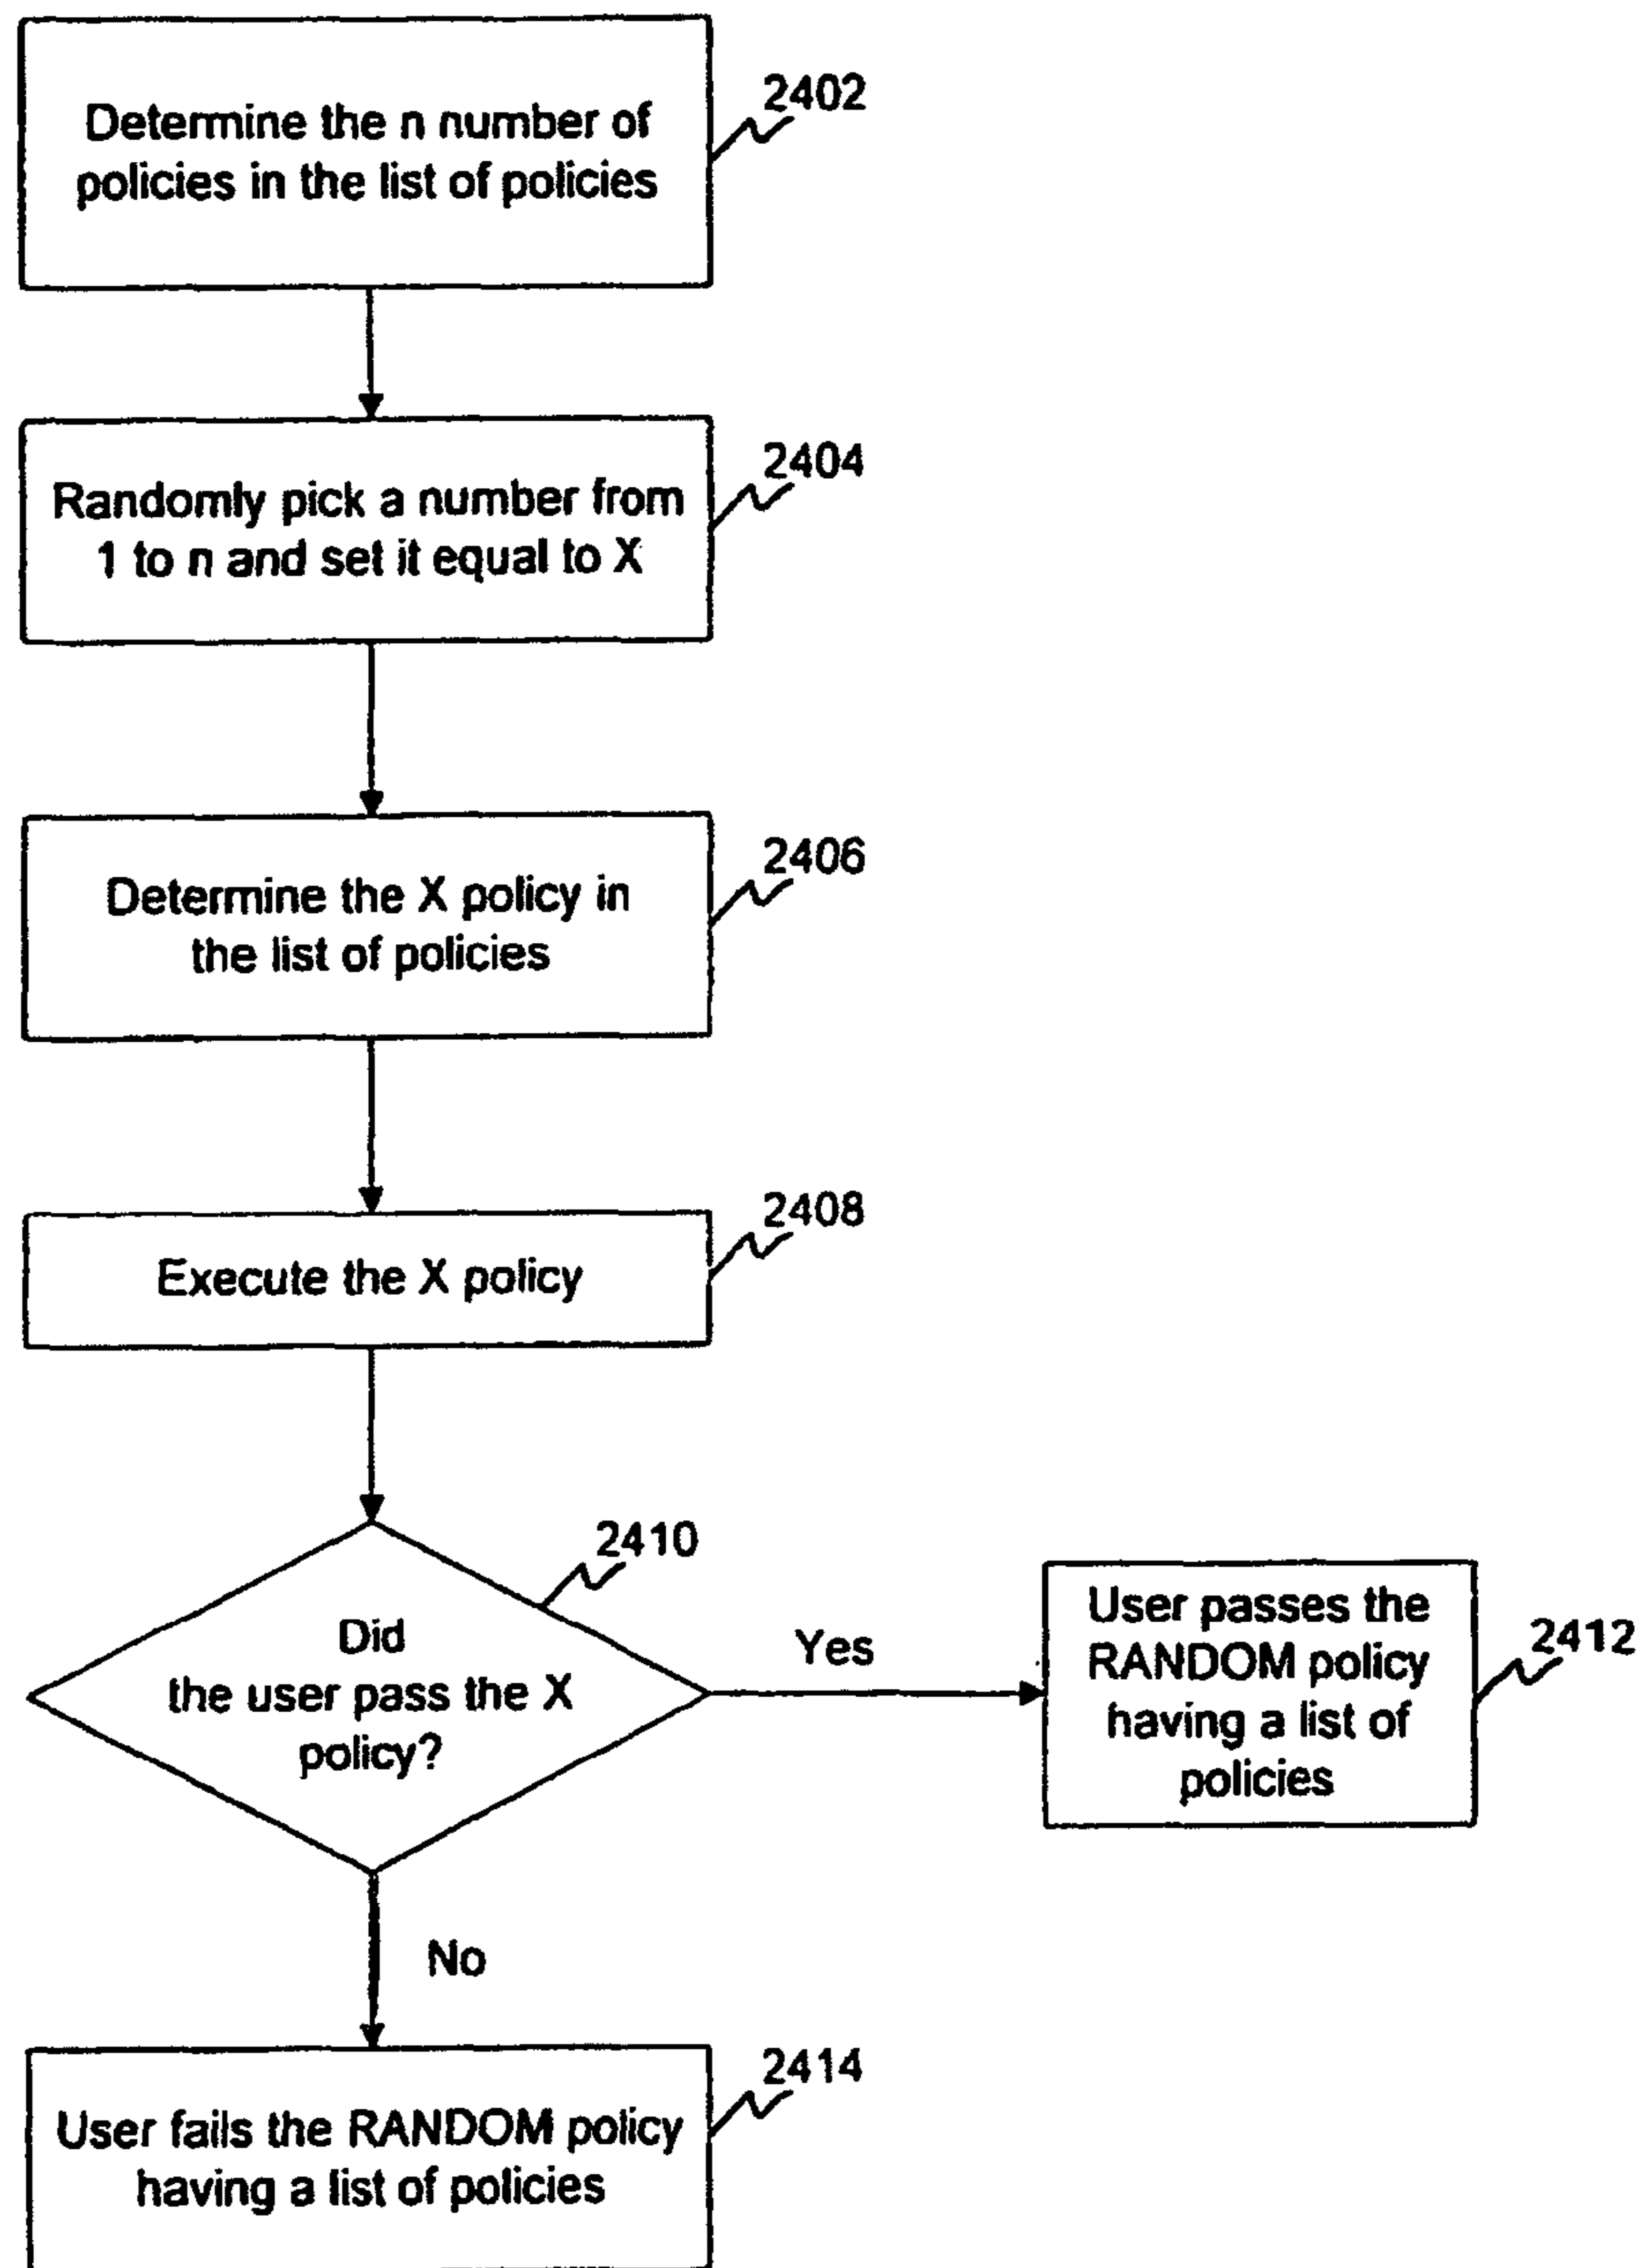 Determine the n number of
policies in the list of policies
2402
Randomly pick a number from
1 to n and set it equal to X
2404
Determine the X policy in
the list of policies
2406
Execute the X policy
2408
Did
the user pass the X
policy?
2410
Yes
User passes the
RANDOM policy
having a list of
policies
2412
No
User fails the RANDOM policy
having a list of policies
2414